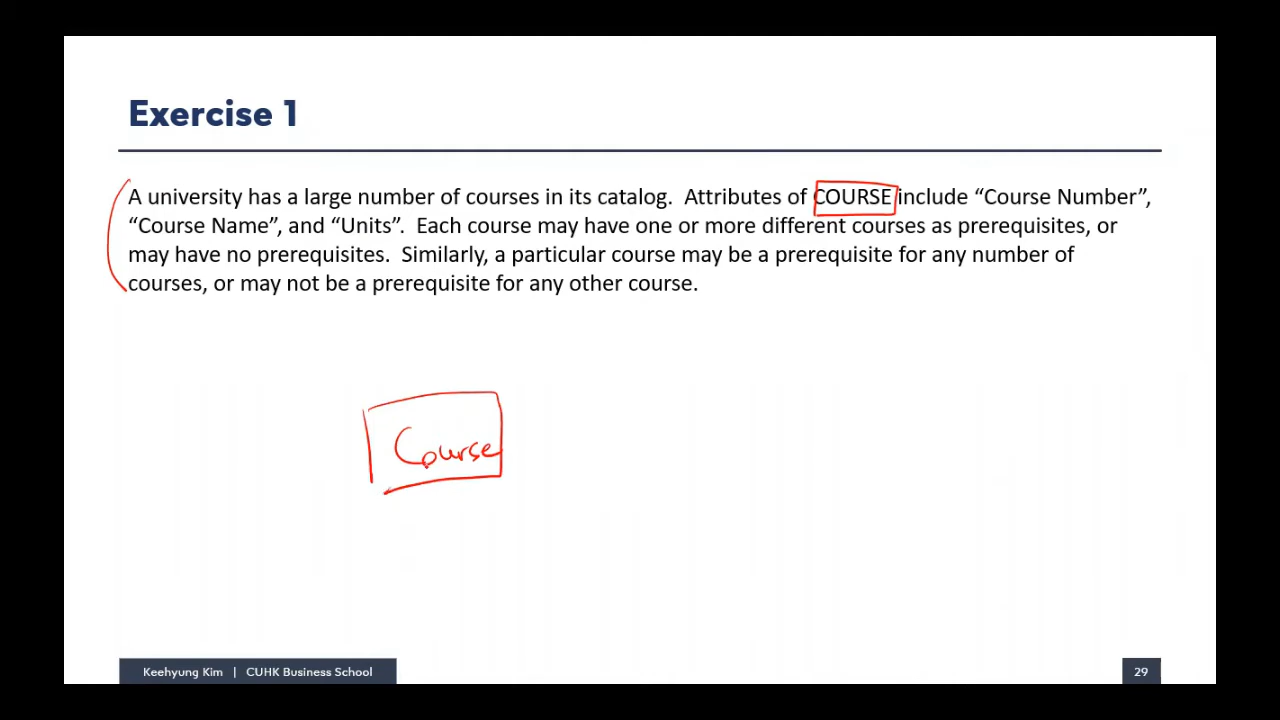 Exercise 1
A university has a large number of courses in its catalog. Attributes of COURSE include “Course Number”,
“Course Name”, and “Units”. Each course may have one or more different courses as prerequisites, or
may have no prerequisites. Similarly, a particular course may be a prerequisite for any number of
courses, or may not be a prerequisite for any other course.
Course
Keehyung Kim | CUHK Business School
29